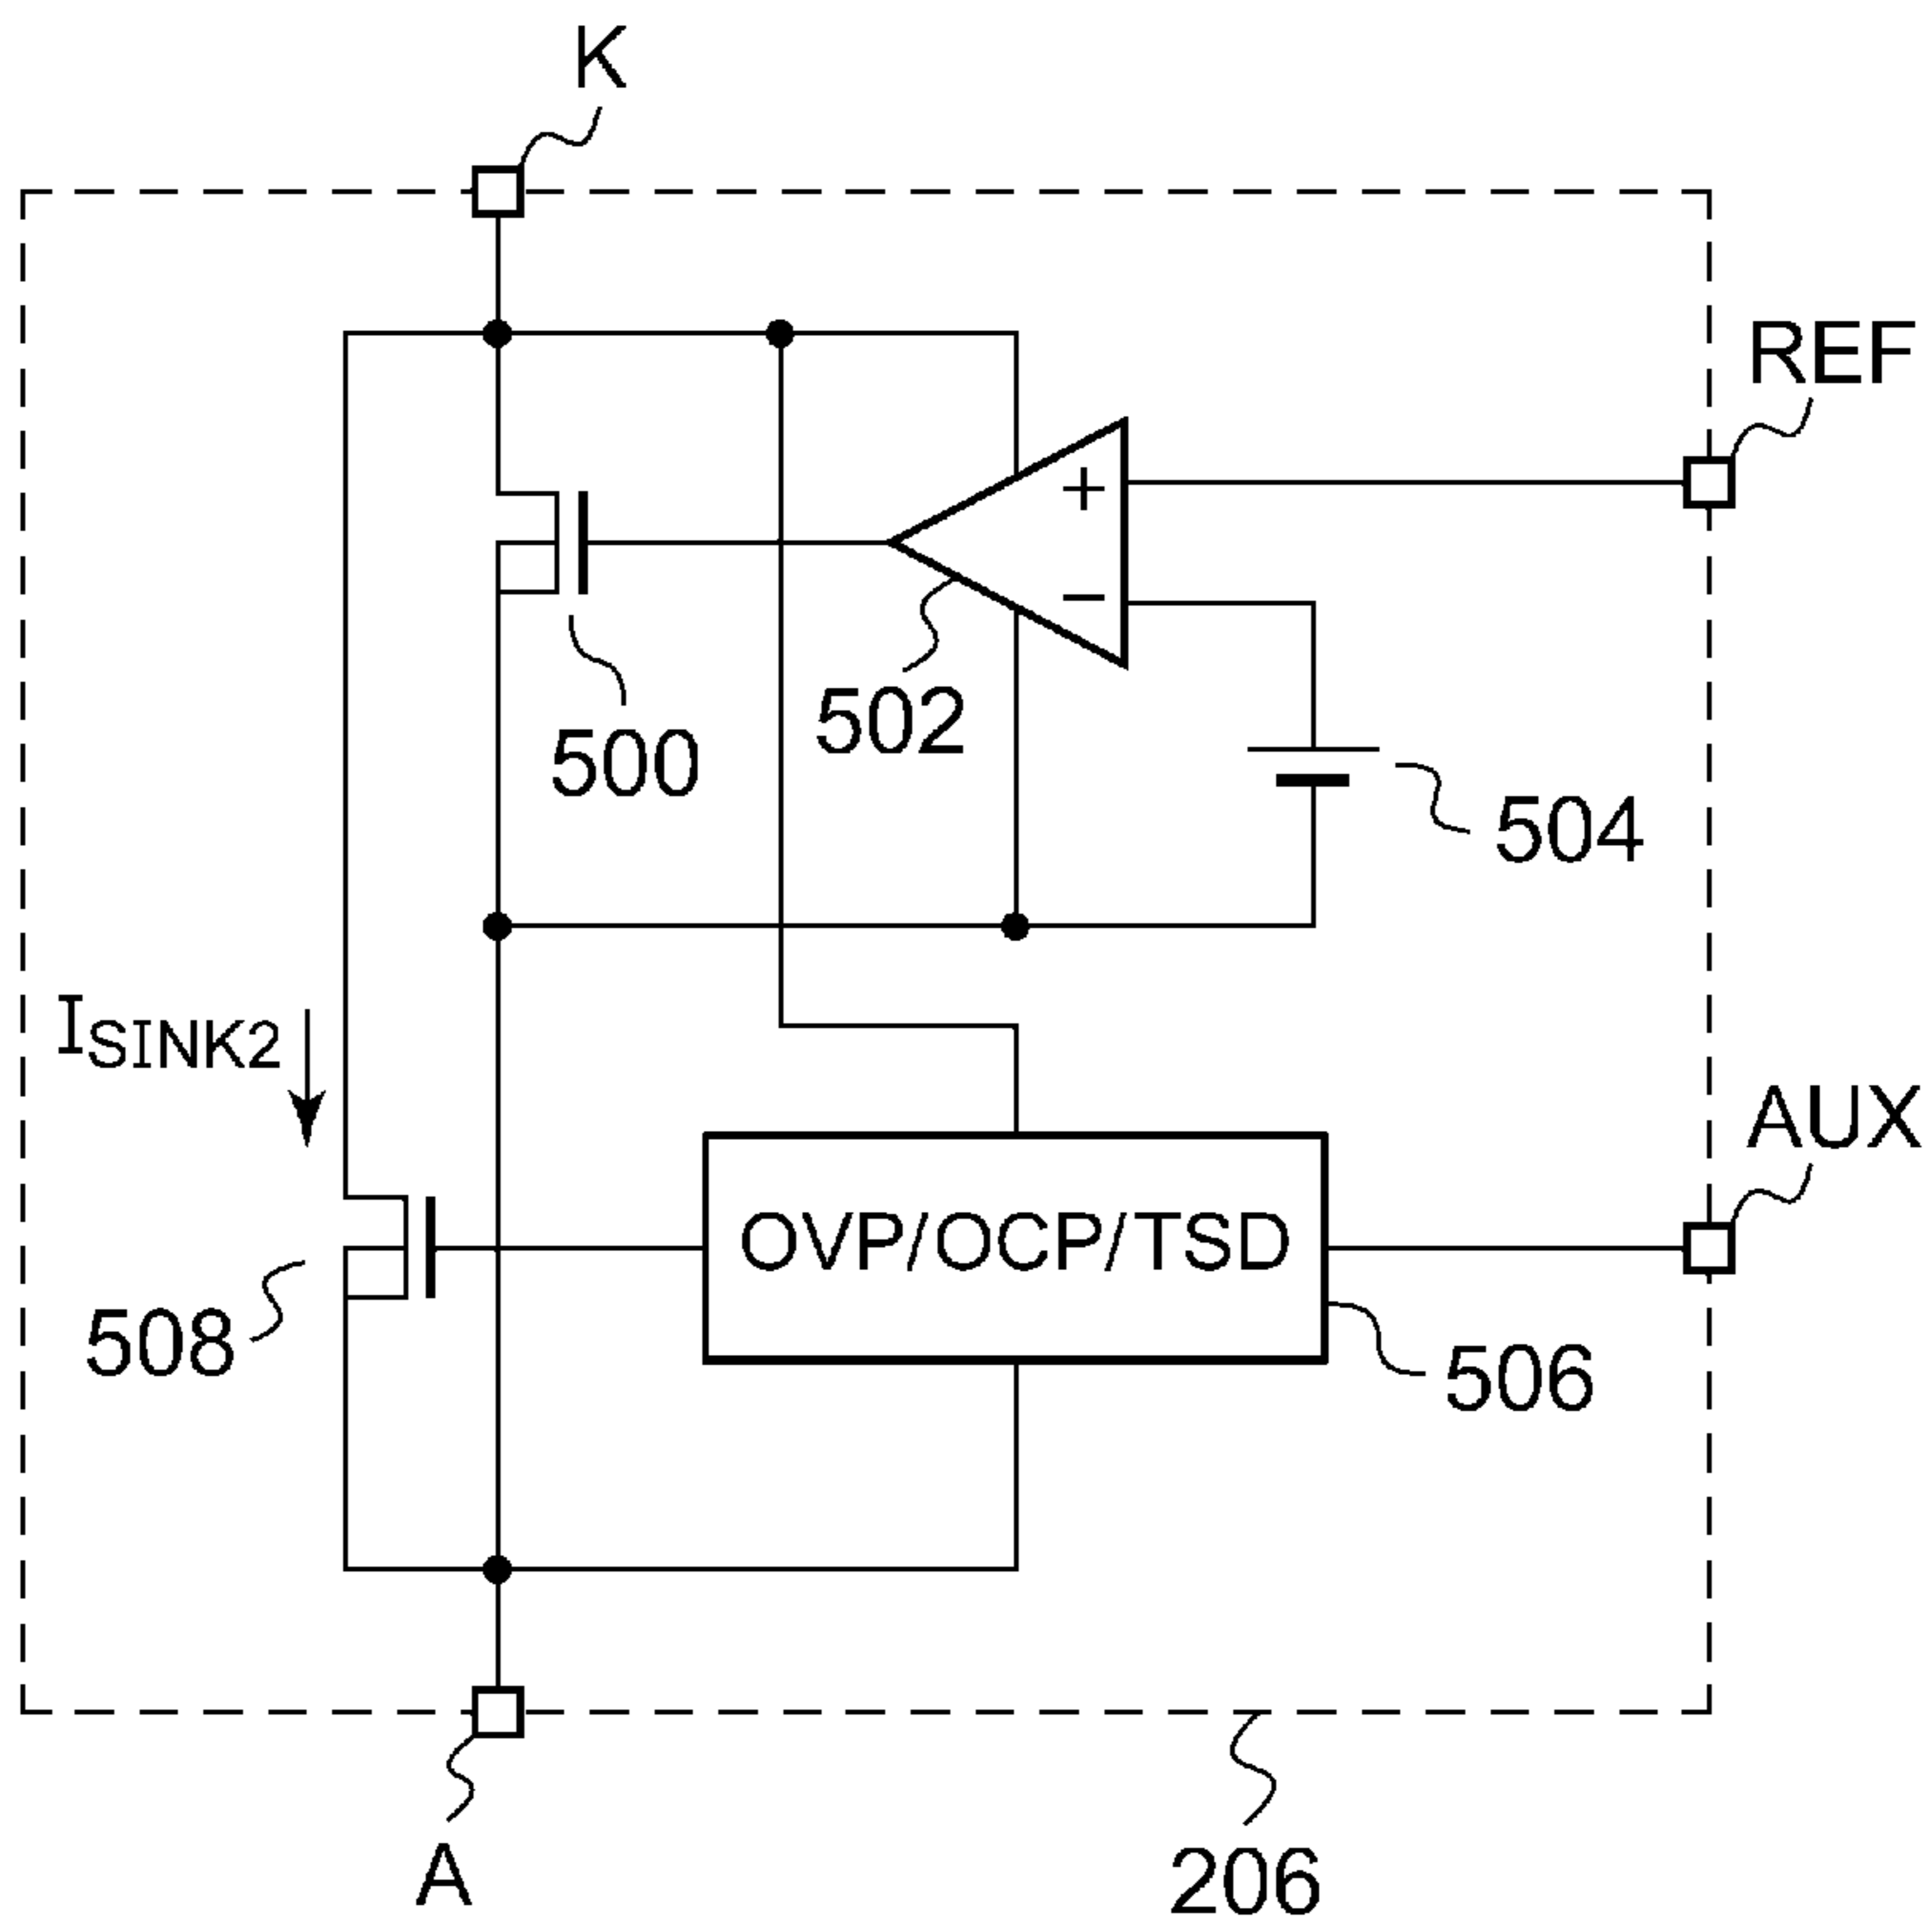 K
REF
+
−
502
500
504
ISINK2
AUX
OVP/OCP/TSD
508
506
A
206